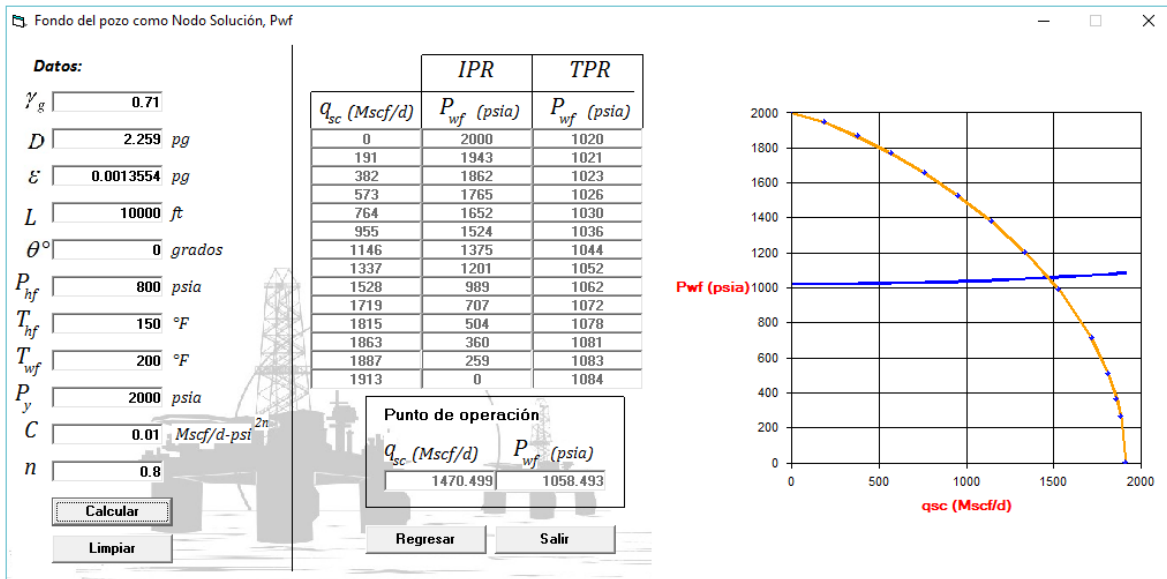 Fondo del pozo como Nodo Solución, Pwf
Datos:
γg 0.71
D 2.259 pg
ε 0.0013554 pg
L 10000 ft
θ° 0 grados
Phf 800 psia
Thf 150 °F
Twf 200 °F
Py 2000 psia
C 0.01 Mscf/d-psi 2n
n 0.8
Calcular
Limpiar
IPR TPR
qsc (Mscf/d) Pwf (psia) Pwf (psia)
0 2000 1020
191 1943 1021
382 1862 1023
573 1765 1026
764 1652 1030
955 1524 1036
1146 1375 1044
1337 1201 1052
1528 989 1062
1719 707 1072
1815 504 1078
1863 360 1081
1887 259 1083
1913 0 1084
Punto de operación
qsc (Mscf/d) Pwf (psia)
1470.499 1058.493
Regresar Salir
2000
1800
1600
1400
1200
Pwf (psia) 1000
800
600
400
200
0
0 500 1000 1500 2000
qsc (Mscf/d)